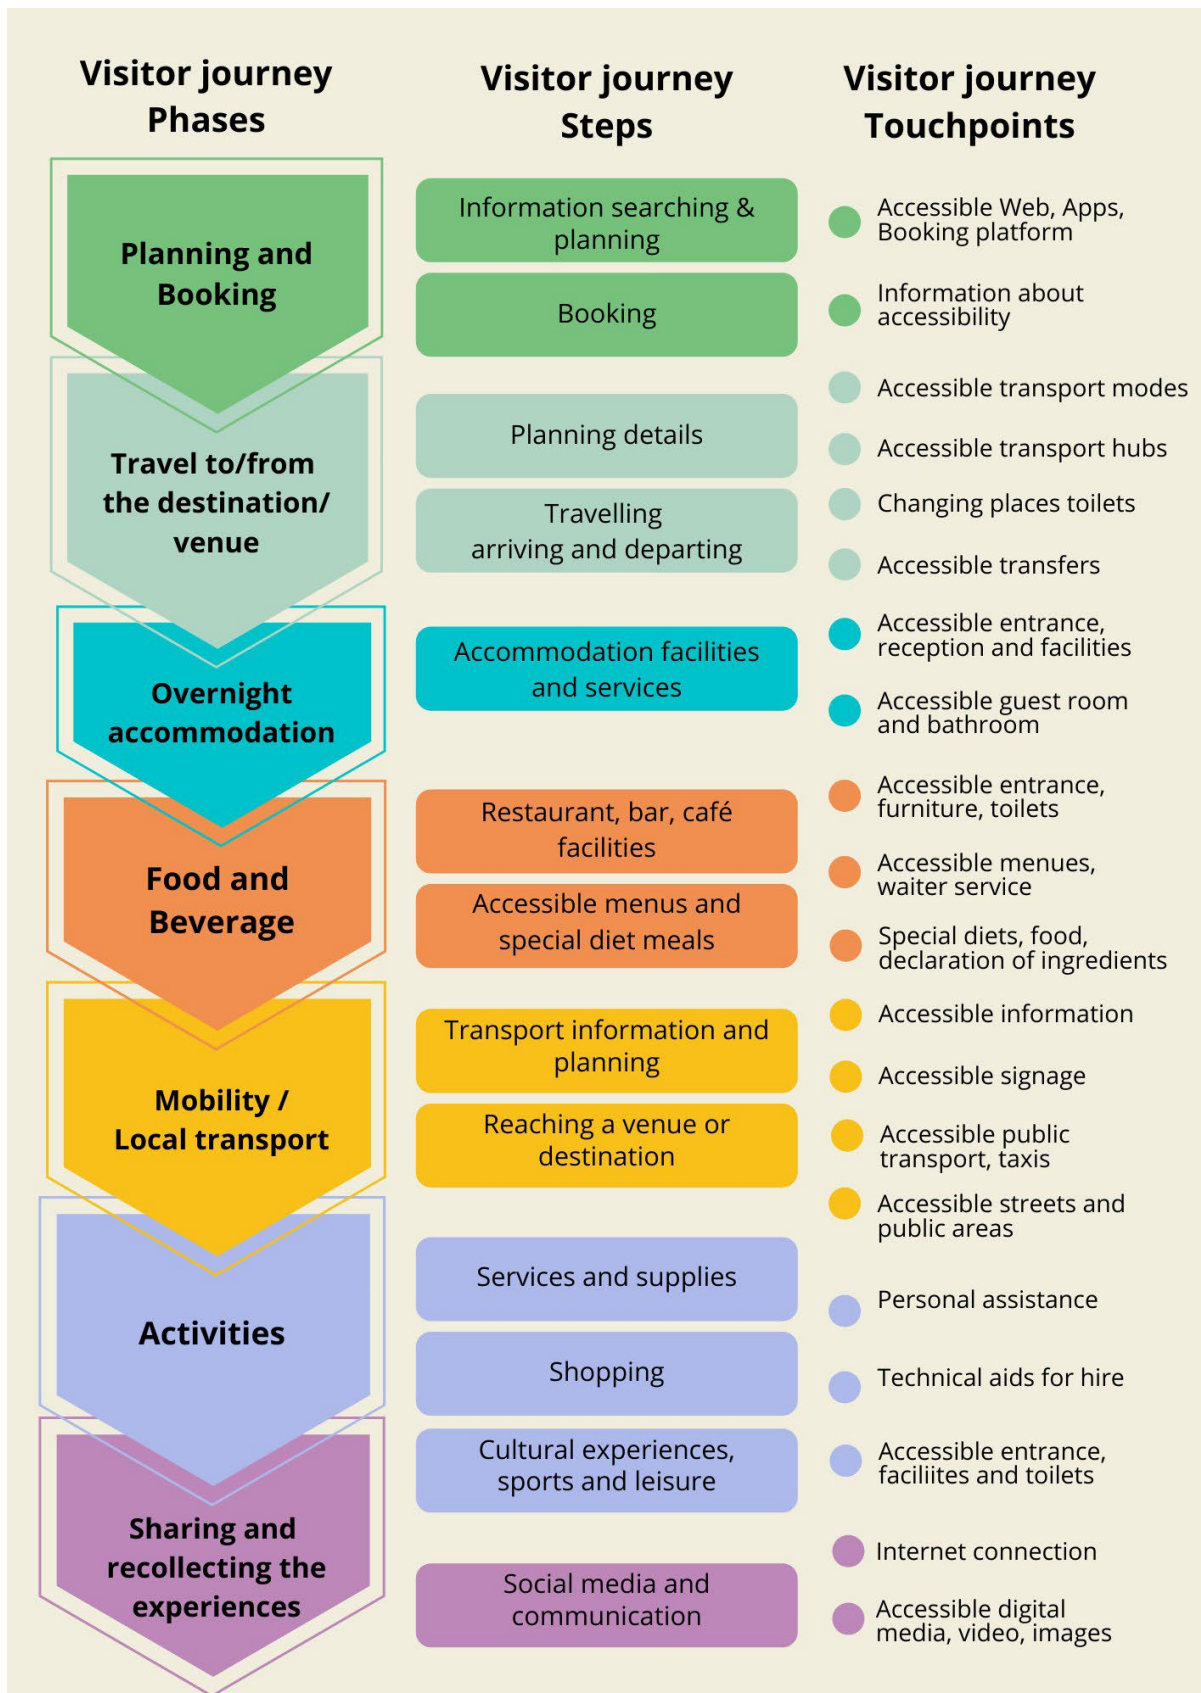 Visitor journey
Phases
Visitor journey
Steps
Visitor journey
Touchpoints
Planning and
Booking
Information searching &
planning
Booking
Accessible Web, Apps,
Booking platform
Information about
accessibility
Travel to/from
the destination/
venue
Planning details
Travelling
arriving and departing
Accessible transport modes
Accessible transport hubs
Changing places toilets
Accessible transfers
Overnight
accommodation
Accommodation facilities
and services
Accessible entrance,
reception and facilities
Accessible guest room
and bathroom
Food and
Beverage
Restaurant, bar, café
facilities
Accessible menus and
special diet meals
Accessible entrance,
furniture, toilets
Accessible menues,
waiter service
Special diets, food,
declaration of ingredients
Mobility /
Local transport
Transport information and
planning
Reaching a venue or
destination
Accessible information
Accessible signage
Accessible public
transport, taxis
Accessible streets and
public areas
Activities
Services and supplies
Shopping
Cultural experiences,
sports and leisure
Personal assistance
Technical aids for hire
Accessible entrance,
faciliites and toilets
Sharing and
recollecting the
experiences
Social media and
communication
Internet connection
Accessible digital
media, video, images